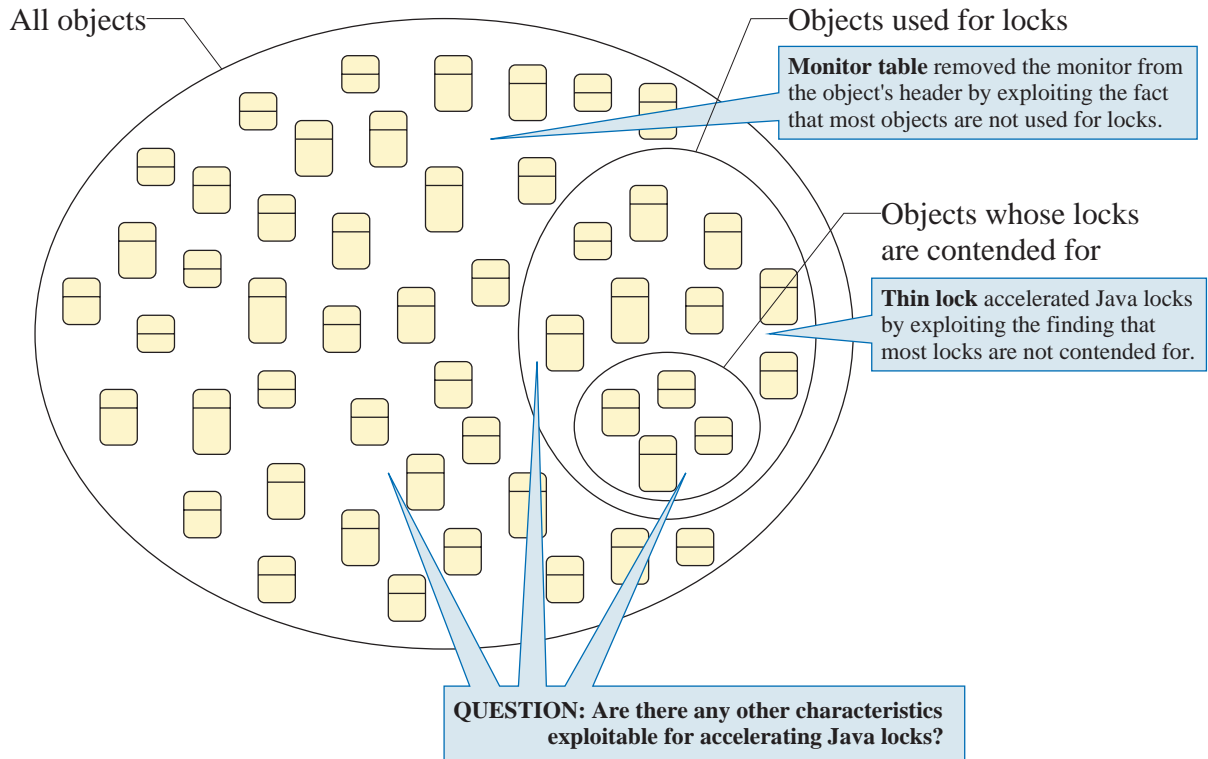 All objects
Objects used for locks
Monitor table removed the monitor from
the object's header by exploiting the fact
that most objects are not used for locks.
Objects whose locks
are contended for
Thin lock accelerated Java locks
by exploiting the finding that
most locks are not contended for.
QUESTION: Are there any other characteristics
exploitable for accelerating Java locks?